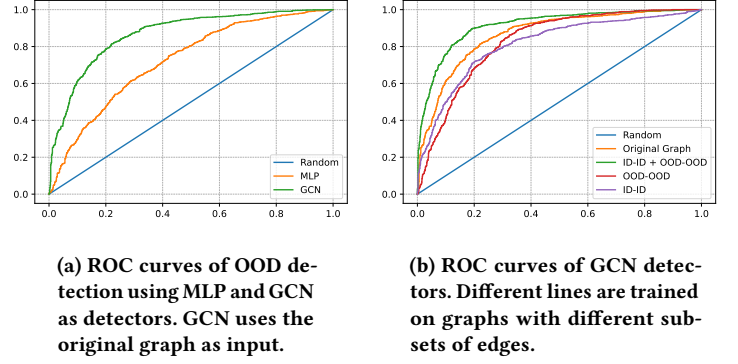 1.0
0.8
0.6
0.4
0.2
0.0
0.0 0.2 0.4 0.6 0.8 1.0
Random
MLP
GCN
1.0
0.8
0.6
0.4
0.2
0.0
0.0 0.2 0.4 0.6 0.8 1.0
Random
Original Graph
ID-ID + OOD-OOD
OOD-OOD
ID-ID
(a) ROC curves of OOD de-
tection using MLP and GCN
as detectors. GCN uses the
original graph as input.
(b) ROC curves of GCN detec-
tors. Different lines are trained
on graphs with different sub-
sets of edges.